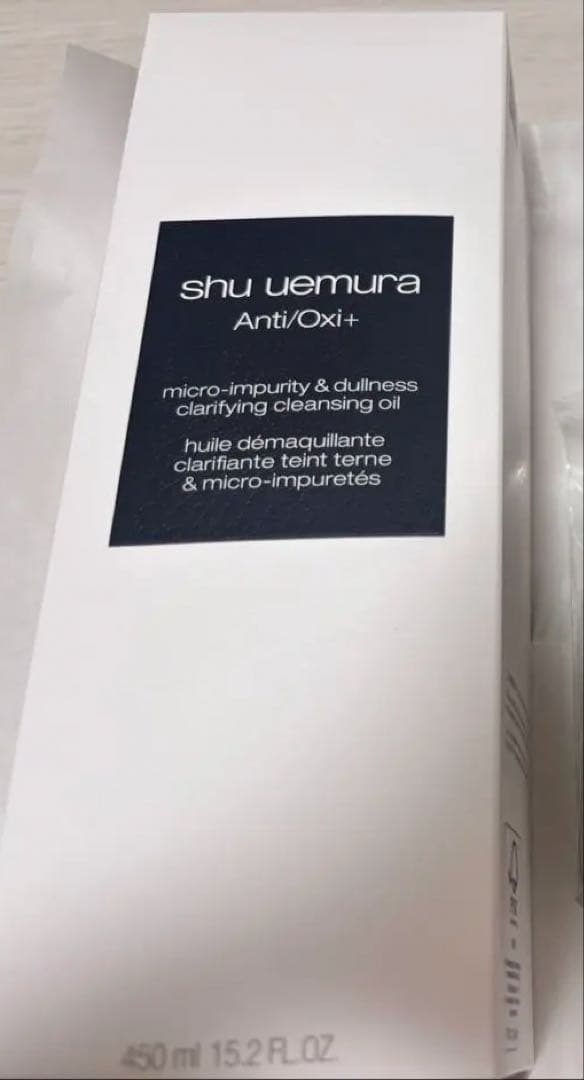 shu uemura
Anti/Oxi+
micro-impurity & dullness
clarifying cleansing oil
huile démaquillante
clarifiante teint terne
& micro-impuretés
450 ml 15.2 FL.OZ.